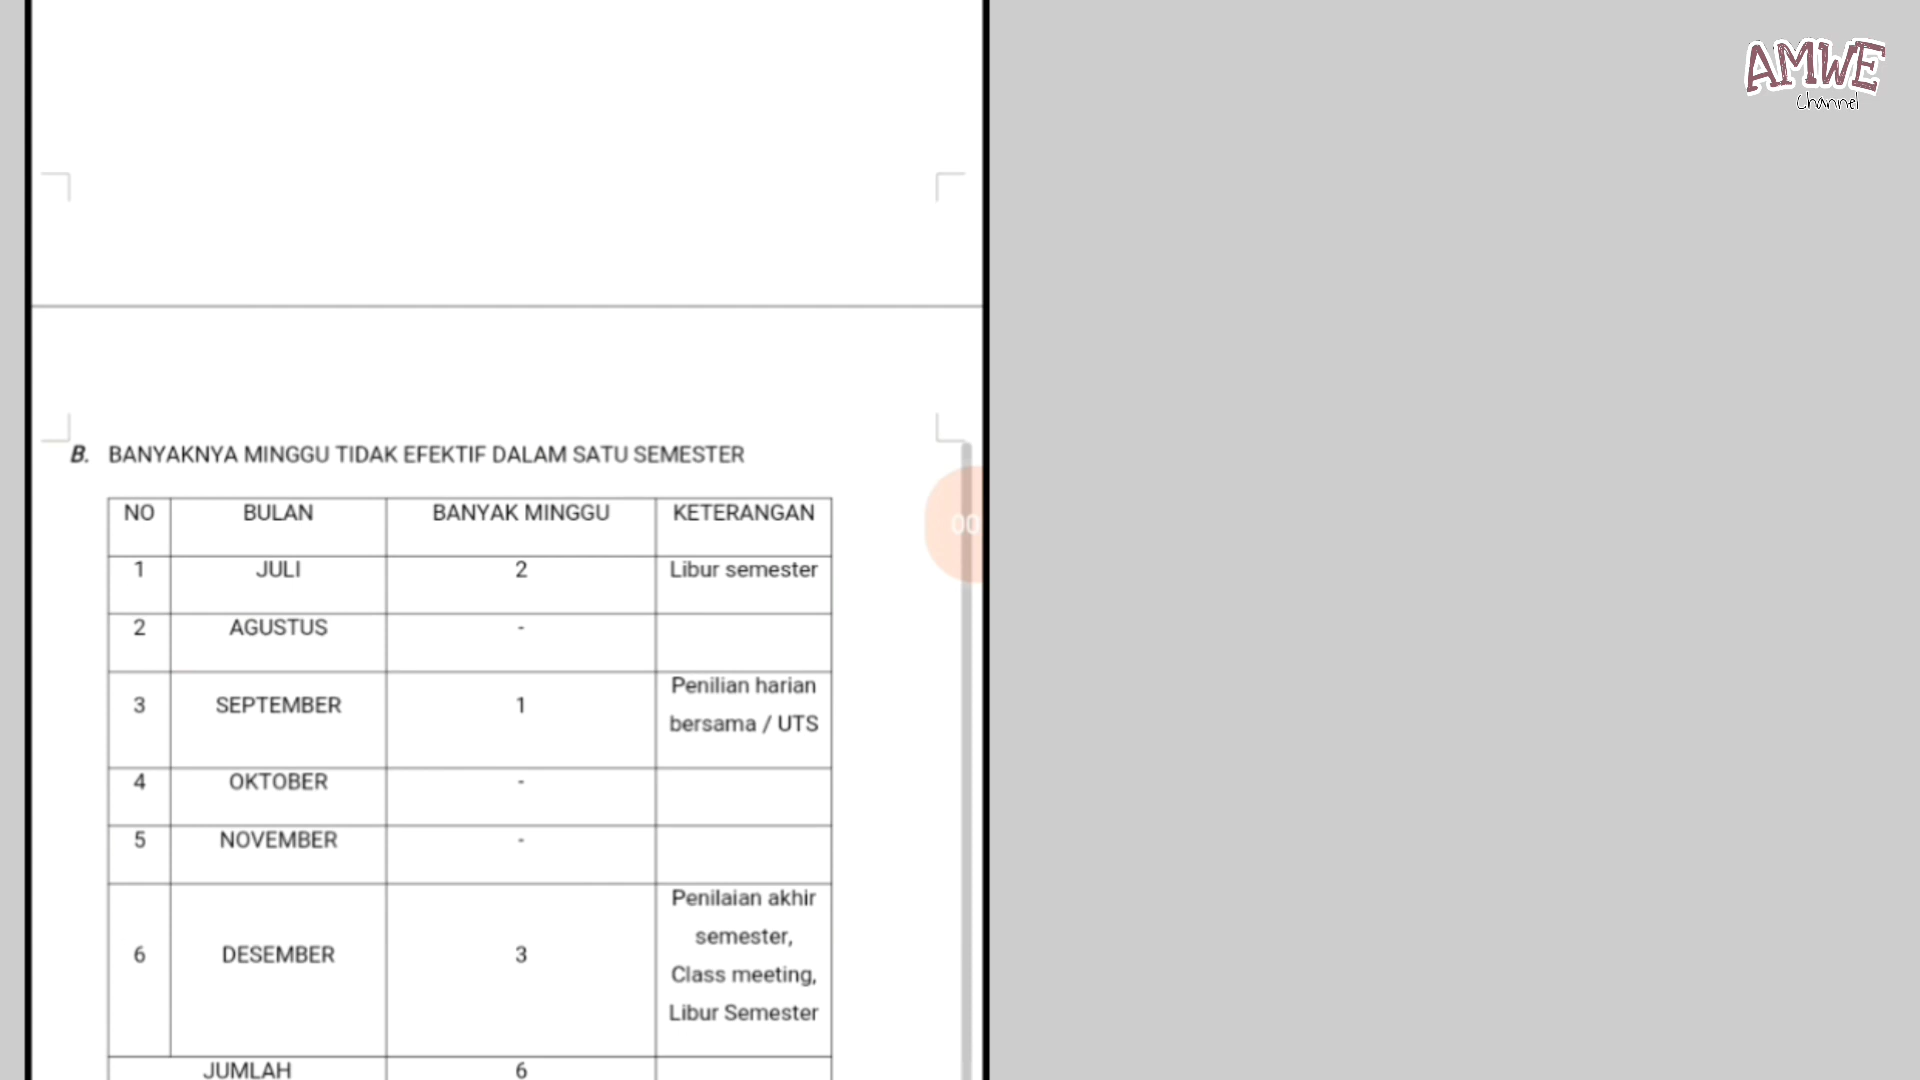 AMWE
Channel
B. BANYAKNYA MINGGU TIDAK EFEKTIF DALAM SATU SEMESTER
NO BULAN BANYAK MINGGU KETERANGAN
1 JULI 2 Libur semester
2 AGUSTUS -
3 SEPTEMBER 1 Penilian harian
bersama / UTS
4 OKTOBER -
5 NOVEMBER -
6 DESEMBER 3 Penilaian akhir
semester,
Class meeting,
Libur Semester
JUMLAH 6
00